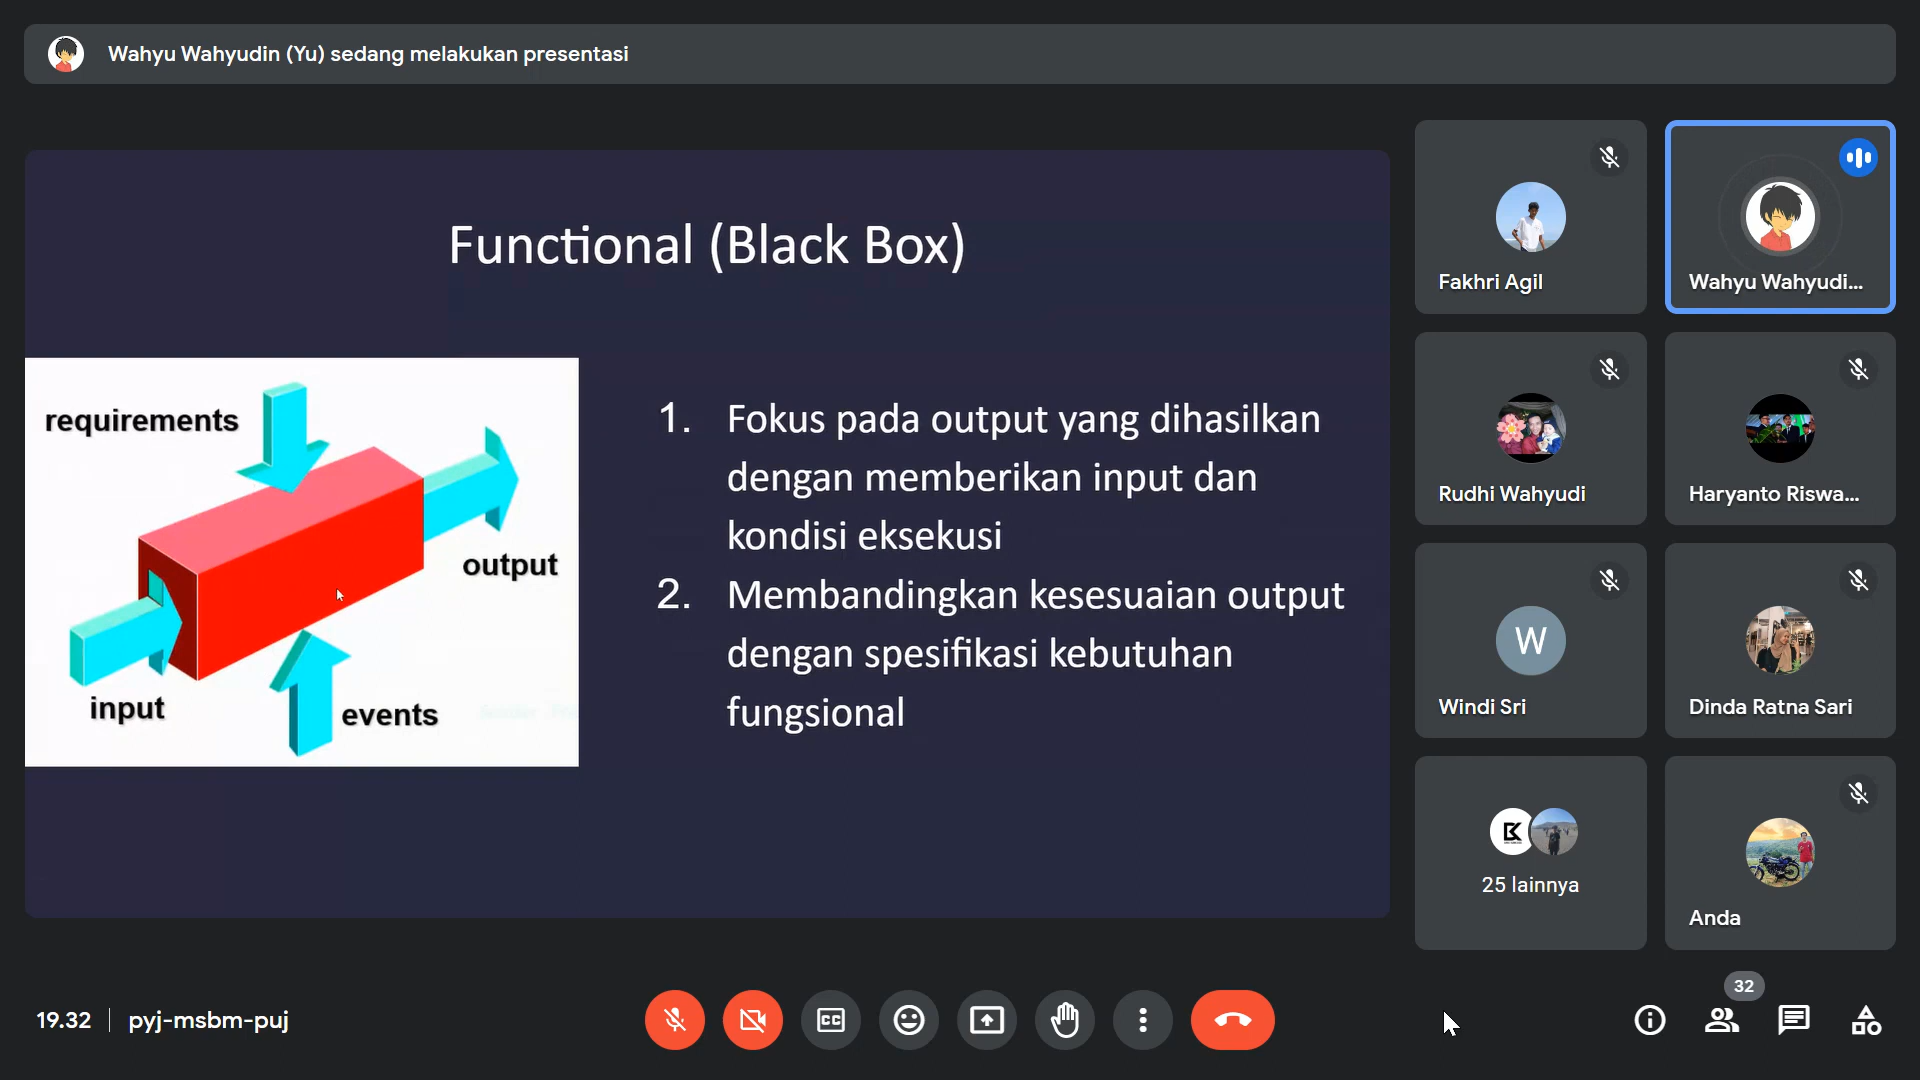 Wahyu Wahyudin (Yu) sedang melakukan presentasi
Functional (Black Box)
requirements
output
input
events
1. Fokus pada output yang dihasilkan
dengan memberikan input dan
kondisi eksekusi
2. Membandingkan kesesuaian output
dengan spesifikasi kebutuhan
fungsional
Fakhri Agil
Wahyu Wahyudi...
Rudhi Wahyudi
Haryanto Riswa...
W
Windi Sri
Dinda Ratna Sari
25 lainnya
Anda
19.32 | pyj-msbm-puj
CC
32